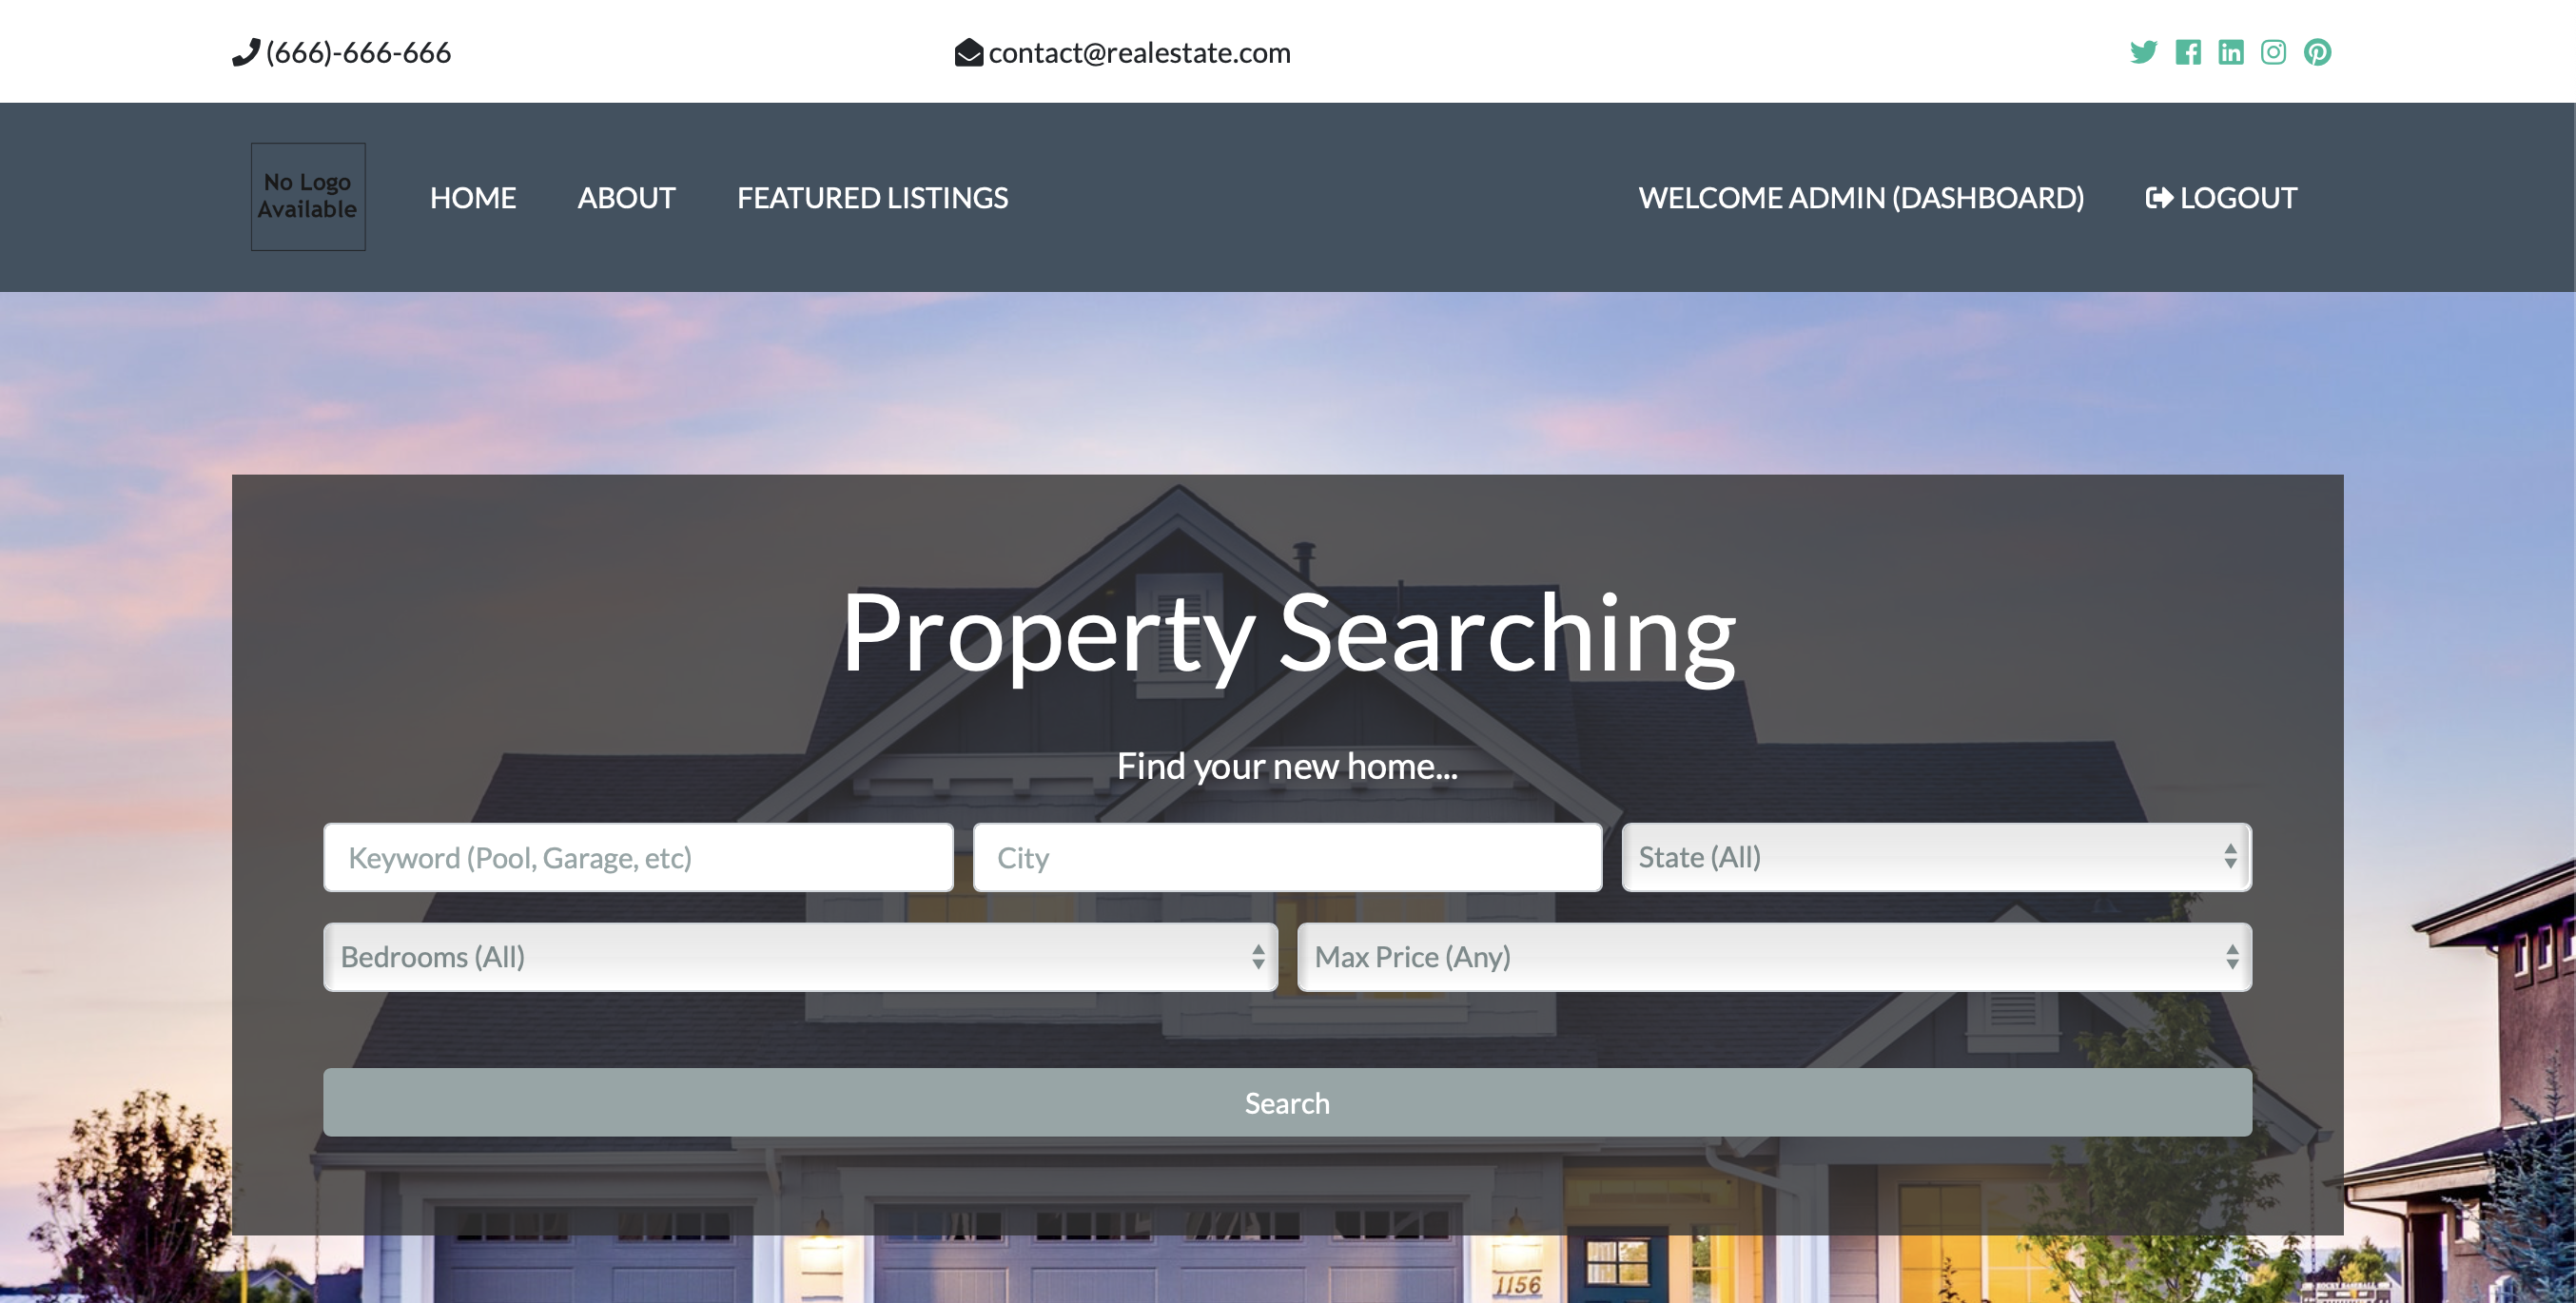 (666)-666-666
contact@realestate.com
No Logo
Available
HOME
ABOUT
FEATURED LISTINGS
WELCOME ADMIN (DASHBOARD)
LOGOUT
Property Searching
Find your new home...
Keyword (Pool, Garage, etc)
City
State (All)
Bedrooms (All)
Max Price (Any)
Search
1156